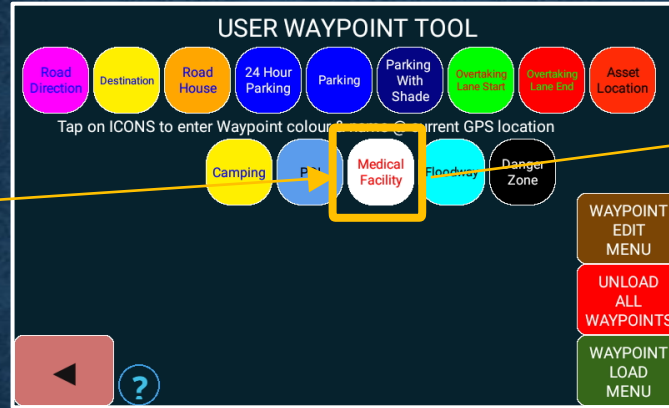 USER WAYPOINT TOOL
Road
Direction
Destination
Road
House
24 Hour
Parking
Parking
Parking
With
Shade
Overtaking
Lane Start
Overtaking
Lane End
Asset
Location
Tap on ICONS to enter Waypoint colour & name @ current GPS location
Camping
Medical
Facility
Floodway
Danger
Zone
WAYPOINT
EDIT
MENU
UNLOAD
ALL
WAYPOINTS
WAYPOINT
LOAD
MENU
?